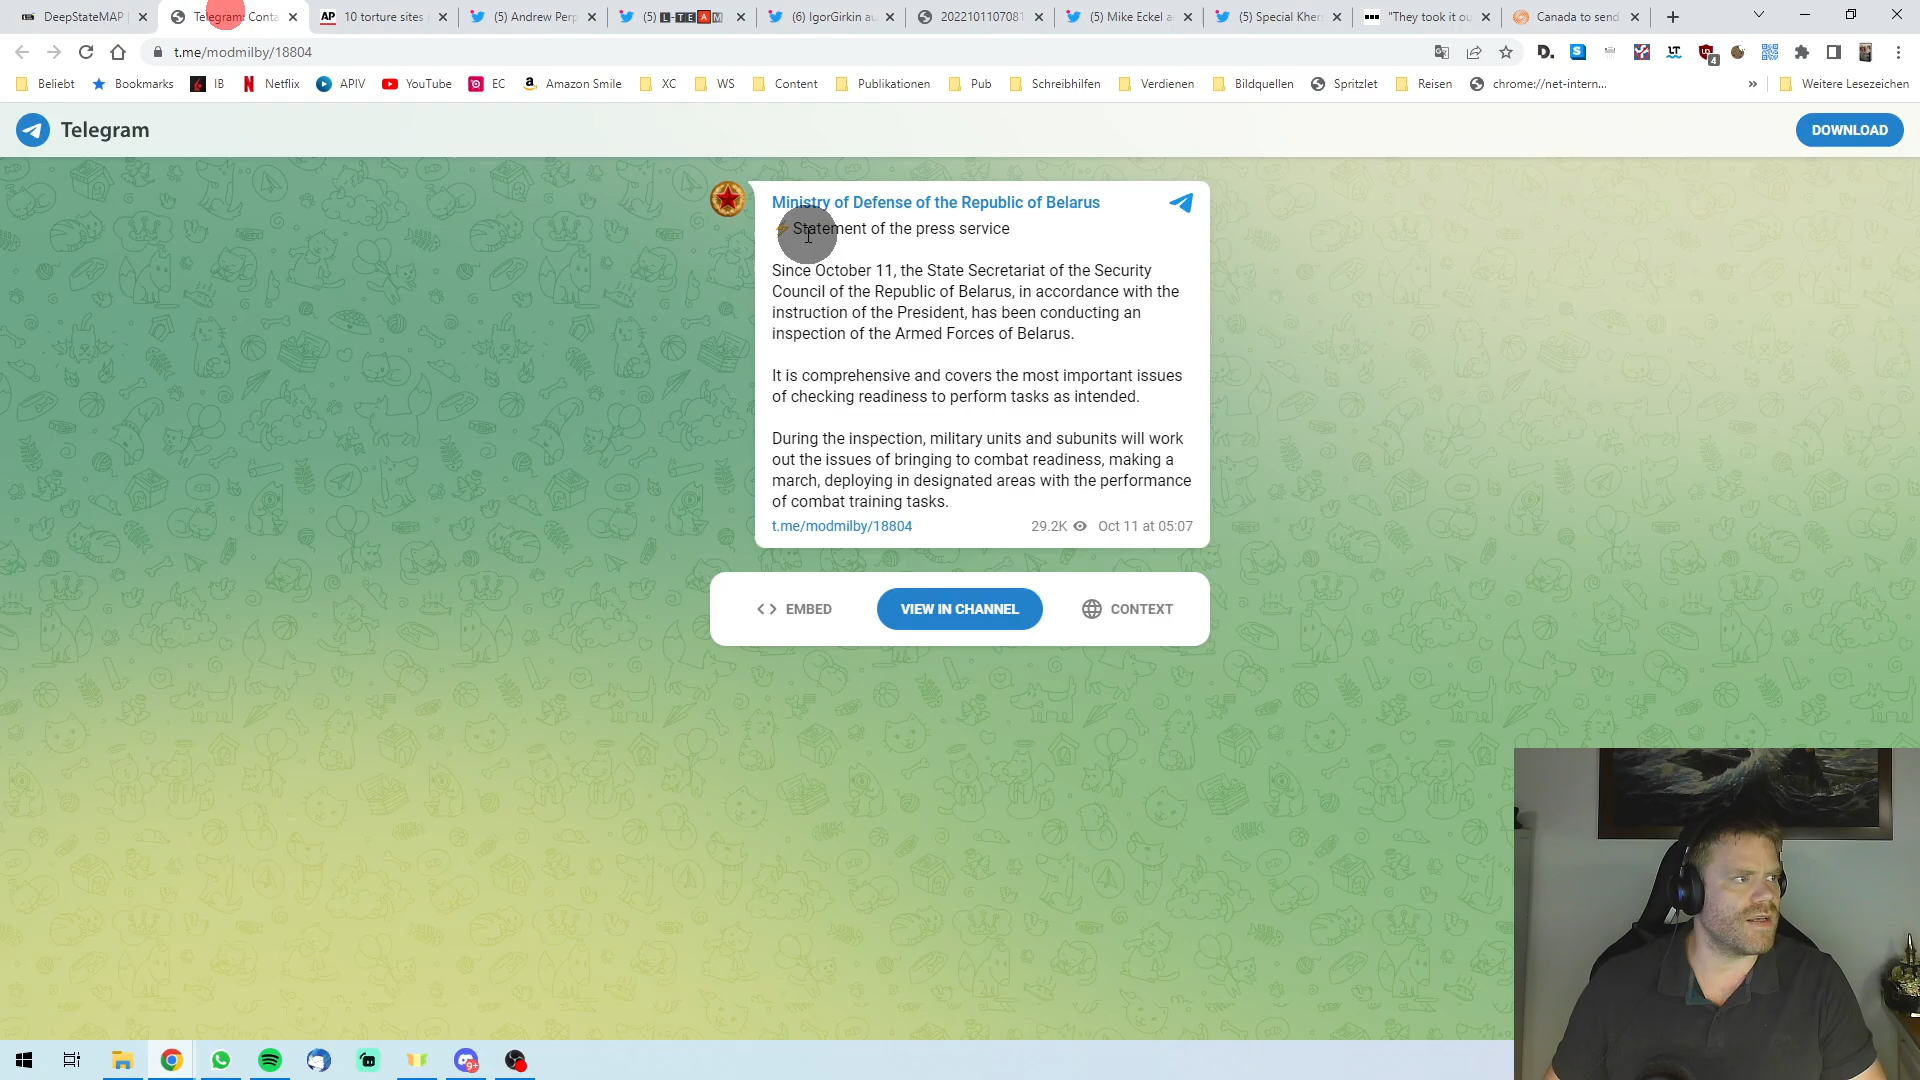 DeepStateMAP
Telegram: Conta
AP 10 torture sites i
(5) Andrew Perp
(5) L-TEAM
(6) IgorGirkin au
2022101107081
(5) Mike Eckel a
(5) Special Kher
"They took it ou
Canada to send
t.me/modmilby/18804
D.
S
LT
4
Beliebt
Bookmarks
IB
Netflix
APIV
YouTube
EC
Amazon Smile
XC
WS
Content
Publikationen
Pub
Schreibhilfen
Verdienen
Bildquellen
Spritzlet
Reisen
chrome://net-intern...
»
Weitere Lesezeichen
Telegram
DOWNLOAD
Ministry of Defense of the Republic of Belarus
⚡Statement of the press service
Since October 11, the State Secretariat of the Security
Council of the Republic of Belarus, in accordance with the
instruction of the President, has been conducting an
inspection of the Armed Forces of Belarus.
It is comprehensive and covers the most important issues
of checking readiness to perform tasks as intended.
During the inspection, military units and subunits will work
out the issues of bringing to combat readiness, making a
march, deploying in designated areas with the performance
of combat training tasks.
t.me/modmilby/18804
29.2K Oct 11 at 05:07
EMBED
VIEW IN CHANNEL
CONTEXT
9+